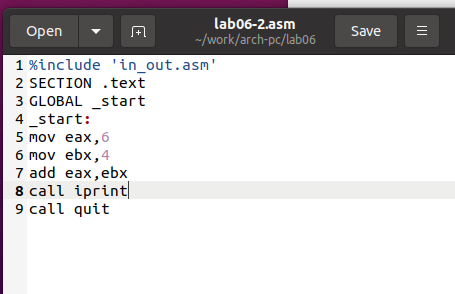 Open
lab06-2.asm
~/work/arch-pc/lab06
Save
1 %include 'in_out.asm'
2 SECTION .text
3 GLOBAL _start
4 _start:
5 mov eax,6
6 mov ebx,4
7 add eax,ebx
8 call iprint
9 call quit